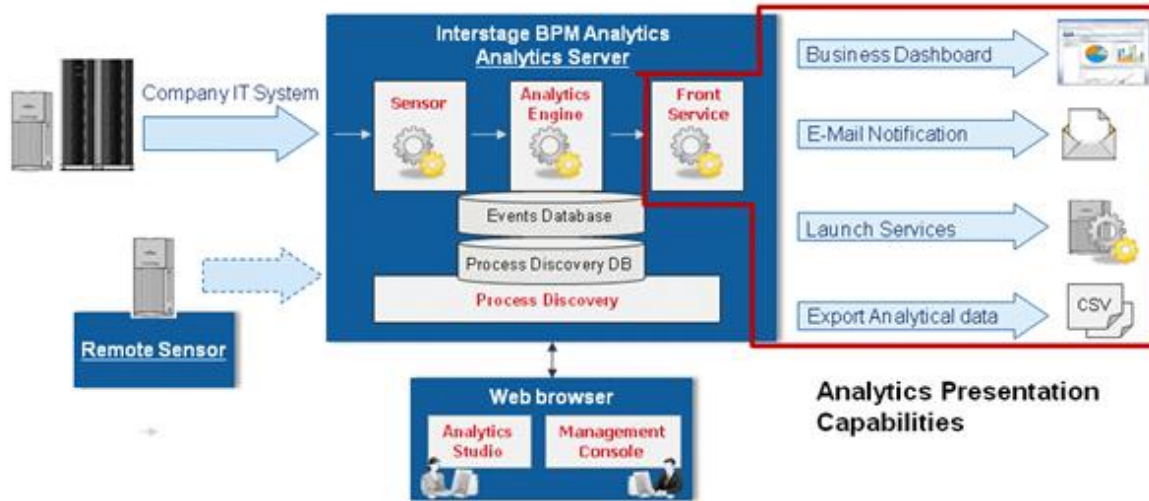 Interstage BPM Analytics
Analytics Server
Company IT System
Sensor
Analytics
Engine
Front
Service
Events Database
Process Discovery DB
Process Discovery
Remote Sensor
Web browser
Analytics
Studio
Management
Console
Business Dashboard
E-Mail Notification
Launch Services
Export Analytical data
CSV
Analytics Presentation
Capabilities